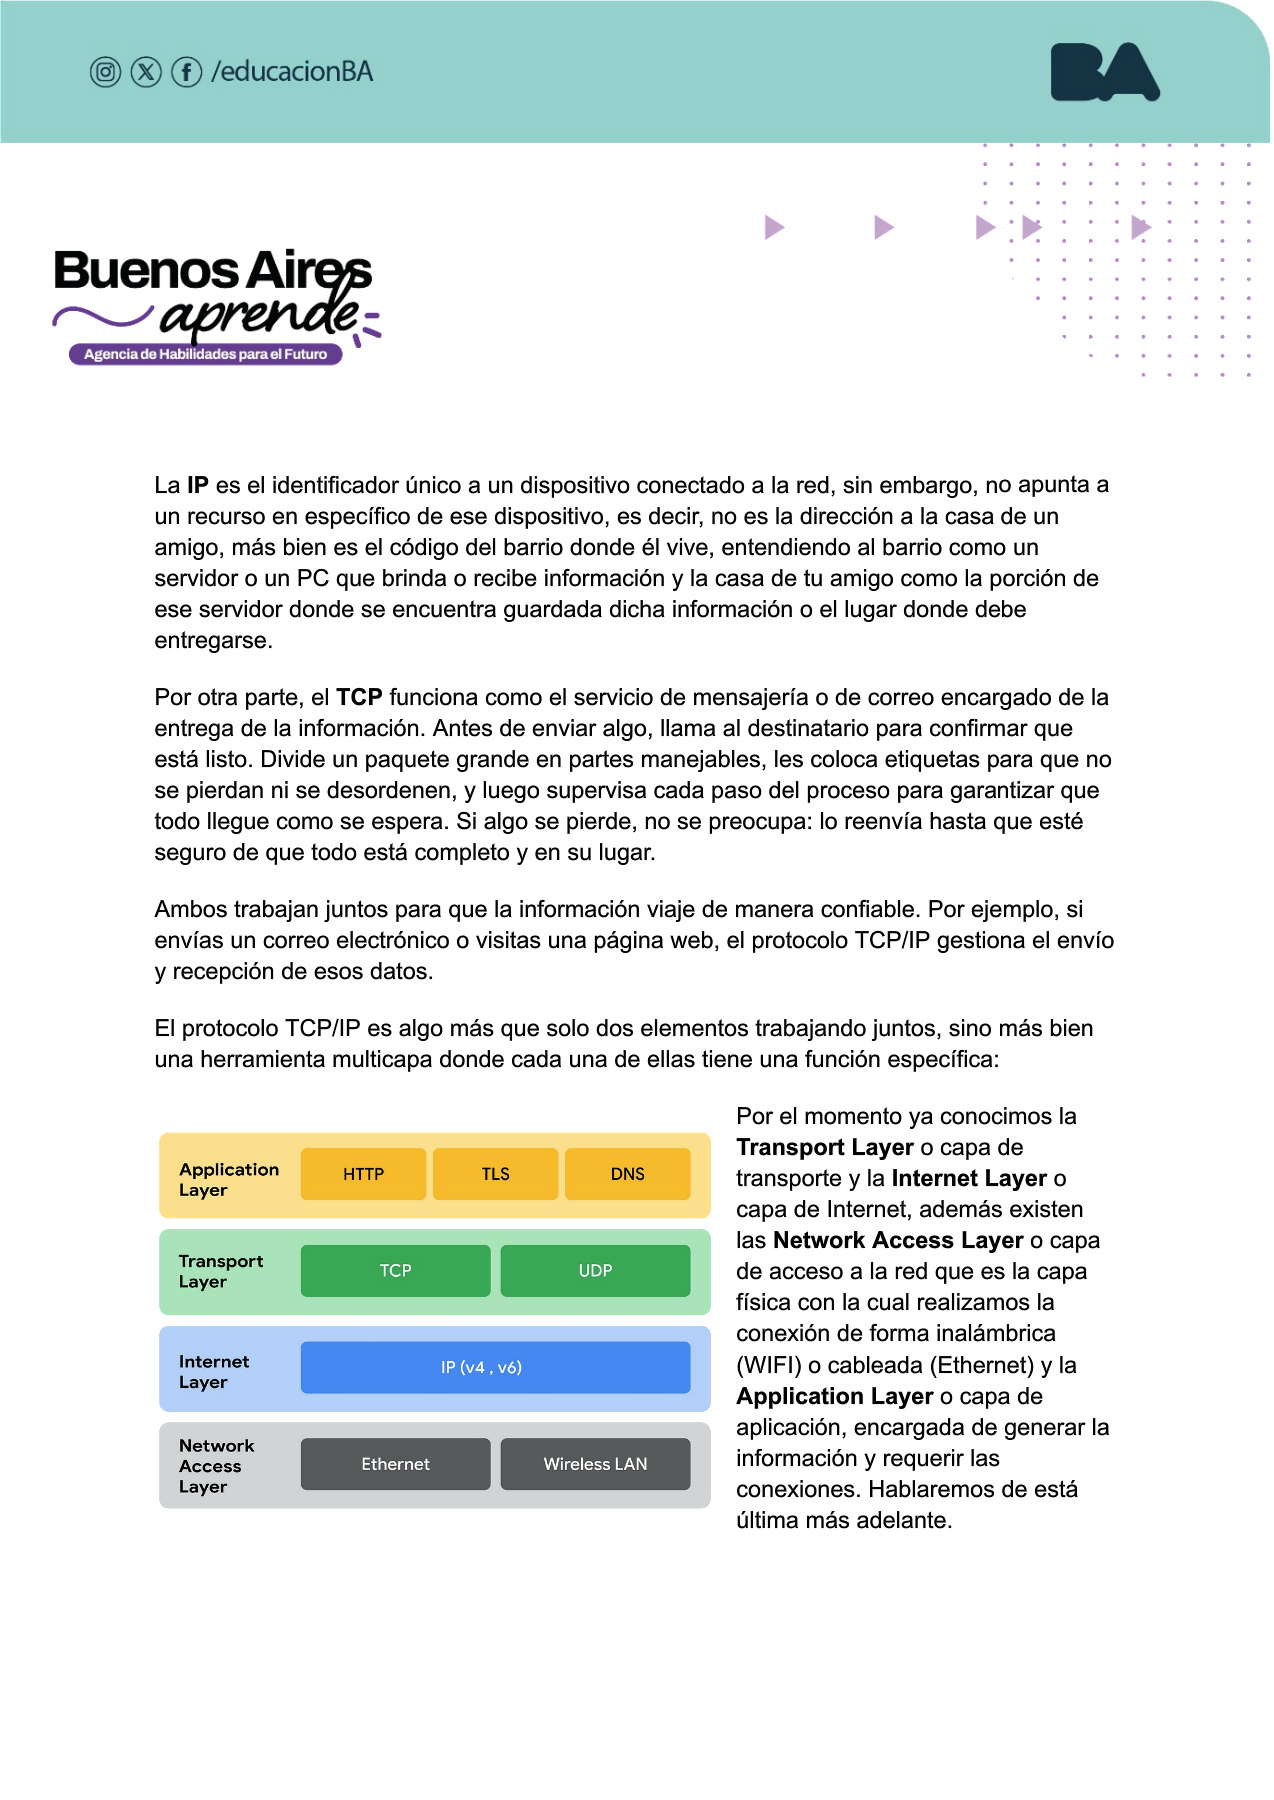 /educacionBA
BA
Buenos Aires
aprende
Agencia de Habilidades para el Futuro
La IP es el identificador único a un dispositivo conectado a la red, sin embargo, no apunta a
un recurso en específico de ese dispositivo, es decir, no es la dirección a la casa de un
amigo, más bien es el código del barrio donde él vive, entendiendo al barrio como un
servidor o un PC que brinda o recibe información y la casa de tu amigo como la porción de
ese servidor donde se encuentra guardada dicha información o el lugar donde debe
entregarse.
Por otra parte, el TCP funciona como el servicio de mensajería o de correo encargado de la
entrega de la información. Antes de enviar algo, llama al destinatario para confirmar que
está listo. Divide un paquete grande en partes manejables, les coloca etiquetas para que no
se pierdan ni se desordenen, y luego supervisa cada paso del proceso para garantizar que
todo llegue como se espera. Si algo se pierde, no se preocupa: lo reenvía hasta que esté
seguro de que todo está completo y en su lugar.
Ambos trabajan juntos para que la información viaje de manera confiable. Por ejemplo, si
envías un correo electrónico o visitas una página web, el protocolo TCP/IP gestiona el envío
y recepción de esos datos.
El protocolo TCP/IP es algo más que solo dos elementos trabajando juntos, sino más bien
una herramienta multicapa donde cada una de ellas tiene una función específica:
Application
Layer
HTTP
TLS
DNS
Transport
Layer
TCP
UDP
Internet
Layer
IP (v4 , v6)
Network
Access
Layer
Ethernet
Wireless LAN
Por el momento ya conocimos la
Transport Layer o capa de
transporte y la Internet Layer o
capa de Internet, además existen
las Network Access Layer o capa
de acceso a la red que es la capa
física con la cual realizamos la
conexión de forma inalámbrica
(WIFI) o cableada (Ethernet) y la
Application Layer o capa de
aplicación, encargada de generar la
información y requerir las
conexiones. Hablaremos de está
última más adelante.